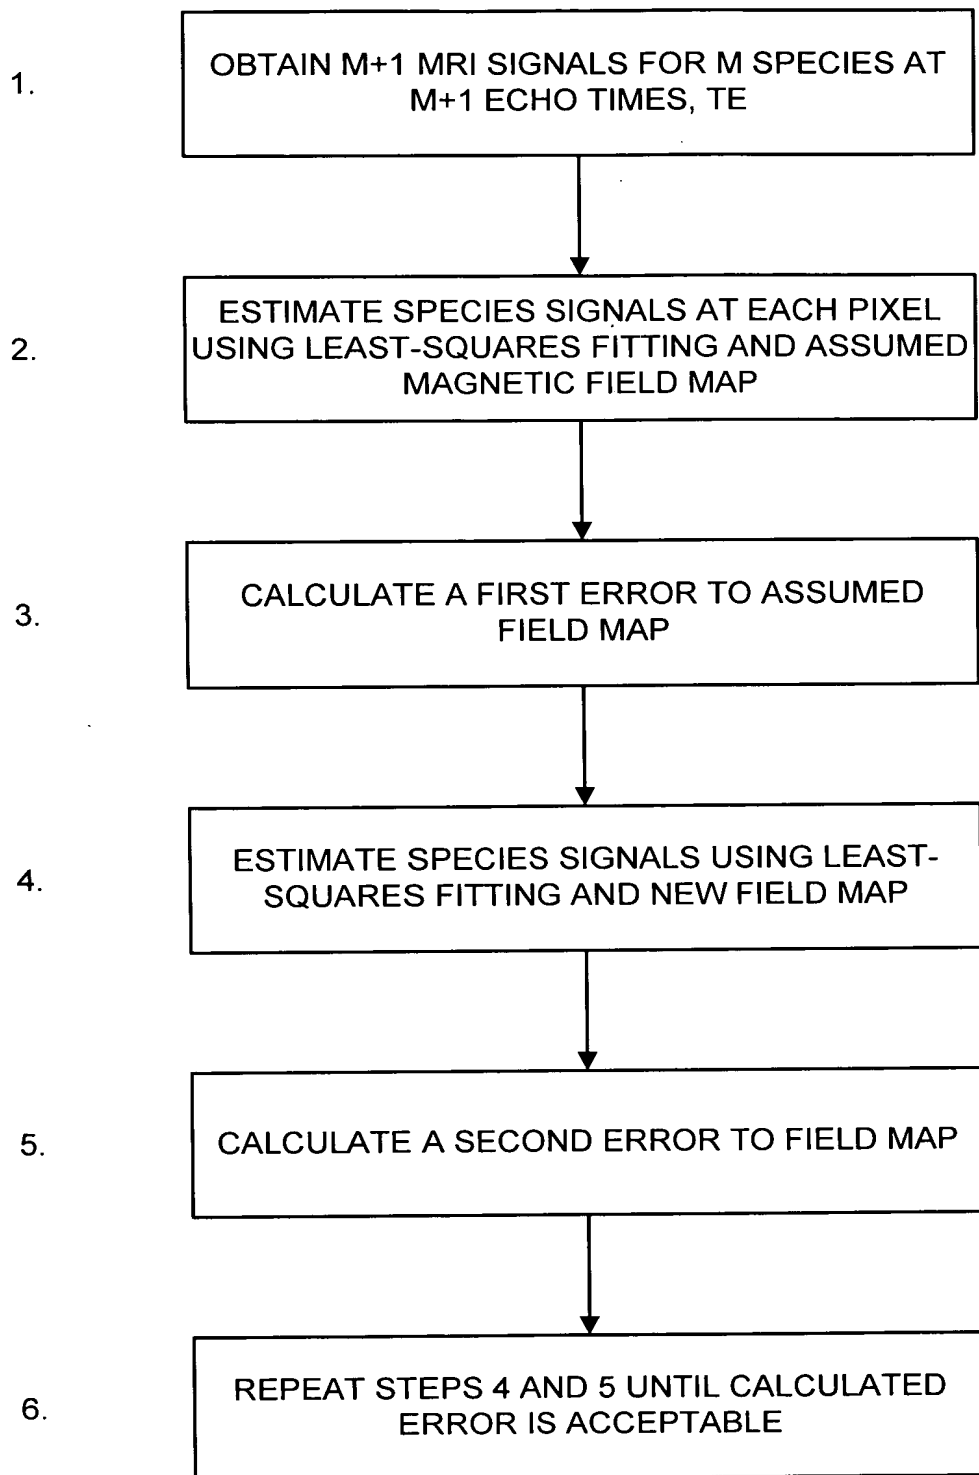 1.
OBTAIN M+1 MRI SIGNALS FOR M SPECIES AT
M+1 ECHO TIMES, TE
2.
ESTIMATE SPECIES SIGNALS AT EACH PIXEL
USING LEAST-SQUARES FITTING AND ASSUMED
MAGNETIC FIELD MAP
3.
CALCULATE A FIRST ERROR TO ASSUMED
FIELD MAP
4.
ESTIMATE SPECIES SIGNALS USING LEAST-
SQUARES FITTING AND NEW FIELD MAP
5.
CALCULATE A SECOND ERROR TO FIELD MAP
6.
REPEAT STEPS 4 AND 5 UNTIL CALCULATED
ERROR IS ACCEPTABLE